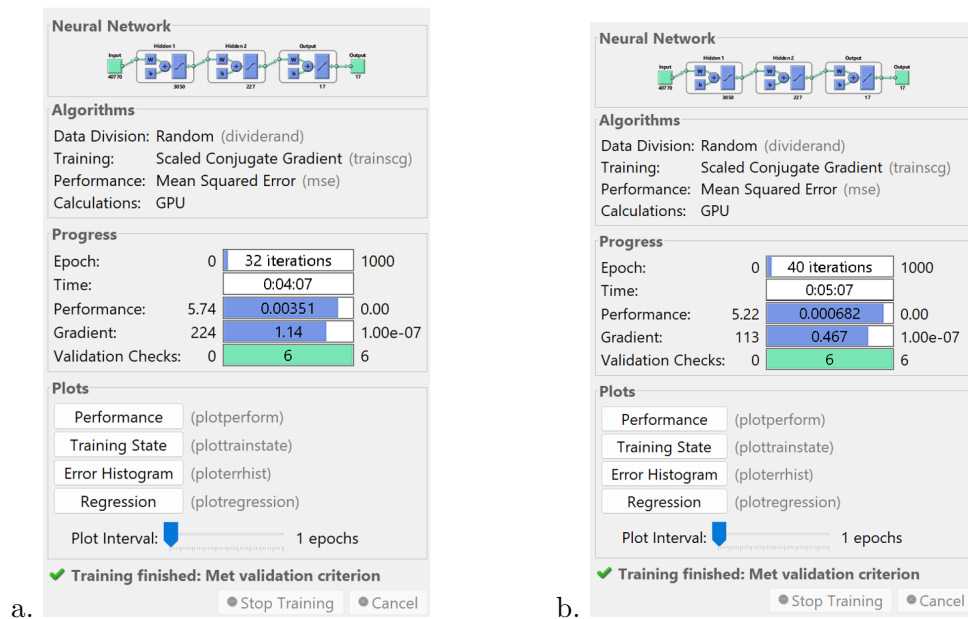 Neural Network
Input
Hidden 1
Hidden 2
Output
Output
W
b
W
b
W
b
40770
3050
227
17
17
Algorithms
Data Division: Random (dividerand)
Training: Scaled Conjugate Gradient (trainscg)
Performance: Mean Squared Error (mse)
Calculations: GPU
Progress
Epoch: 0 32 iterations 1000
Time: 0:04:07
Performance: 5.74 0.00351 0.00
Gradient: 224 1.14 1.00e-07
Validation Checks: 0 6 6
Plots
Performance (plotperform)
Training State (plottrainstate)
Error Histogram (ploterrhist)
Regression (plotregression)
Plot Interval: 1 epochs
Training finished: Met validation criterion
Stop Training Cancel
a.
Neural Network
Input
Hidden 1
Hidden 2
Output
Output
W
b
W
b
W
b
40770
3050
227
17
17
Algorithms
Data Division: Random (dividerand)
Training: Scaled Conjugate Gradient (trainscg)
Performance: Mean Squared Error (mse)
Calculations: GPU
Progress
Epoch: 0 40 iterations 1000
Time: 0:05:07
Performance: 5.22 0.000682 0.00
Gradient: 113 0.467 1.00e-07
Validation Checks: 0 6 6
Plots
Performance (plotperform)
Training State (plottrainstate)
Error Histogram (ploterrhist)
Regression (plotregression)
Plot Interval: 1 epochs
Training finished: Met validation criterion
Stop Training Cancel
b.